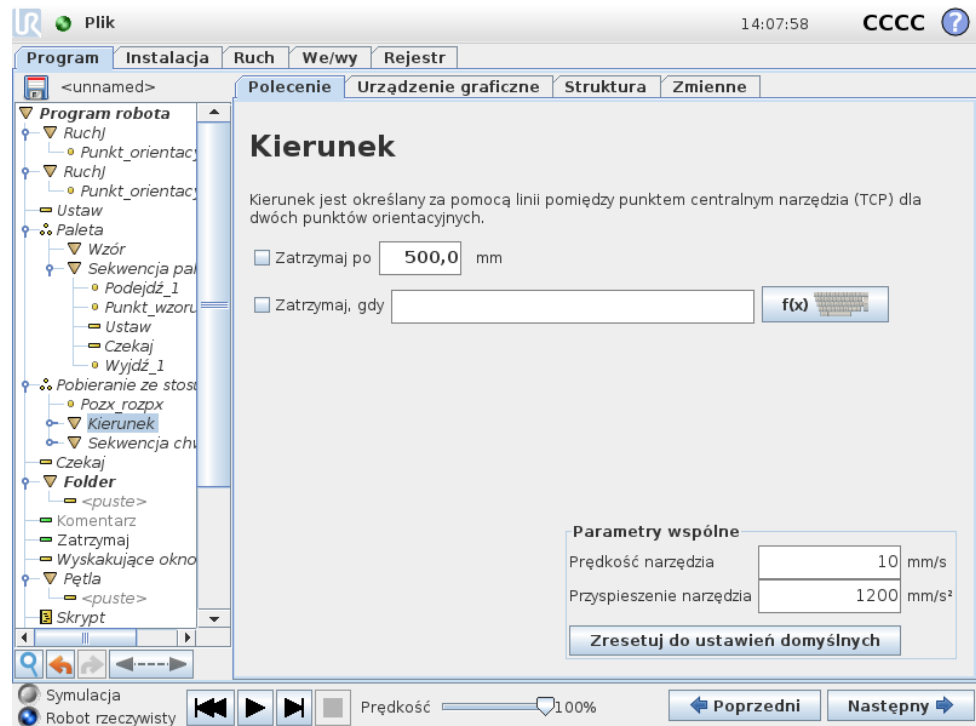 UR Plik 14:07:58 CCCC ?
Program Instalacja Ruch We/wy Rejestr
<unnamed>
Polecenie Urządzenie graficzne Struktura Zmienne
Program robota
RuchJ
Punkt_orientacy
RuchJ
Punkt_orientacy
Ustaw
Paleta
Wzór
Sekwencja pal
Podejdź_1
Punkt_wzoru
Ustaw
Czekaj
Wyjdź_1
Pobieranie ze stosu
Pozx_rozpx
Kierunek
Sekwencja chw
Czekaj
Folder
<puste>
Komentarz
Zatrzymaj
Wyskakujące okno
Pętla
<puste>
Skrypt
Kierunek
Kierunek jest określany za pomocą linii pomiędzy punktem centralnym narzędzia (TCP) dla
dwóch punktów orientacyjnych.
Zatrzymaj po 500,0 mm
Zatrzymaj, gdy f(x)
Parametry wspólne
Prędkość narzędzia 10 mm/s
Przyspieszenie narzędzia 1200 mm/s²
Zresetuj do ustawień domyślnych
Symulacja
Robot rzeczywisty
Prędkość 100%
Poprzedni Następny